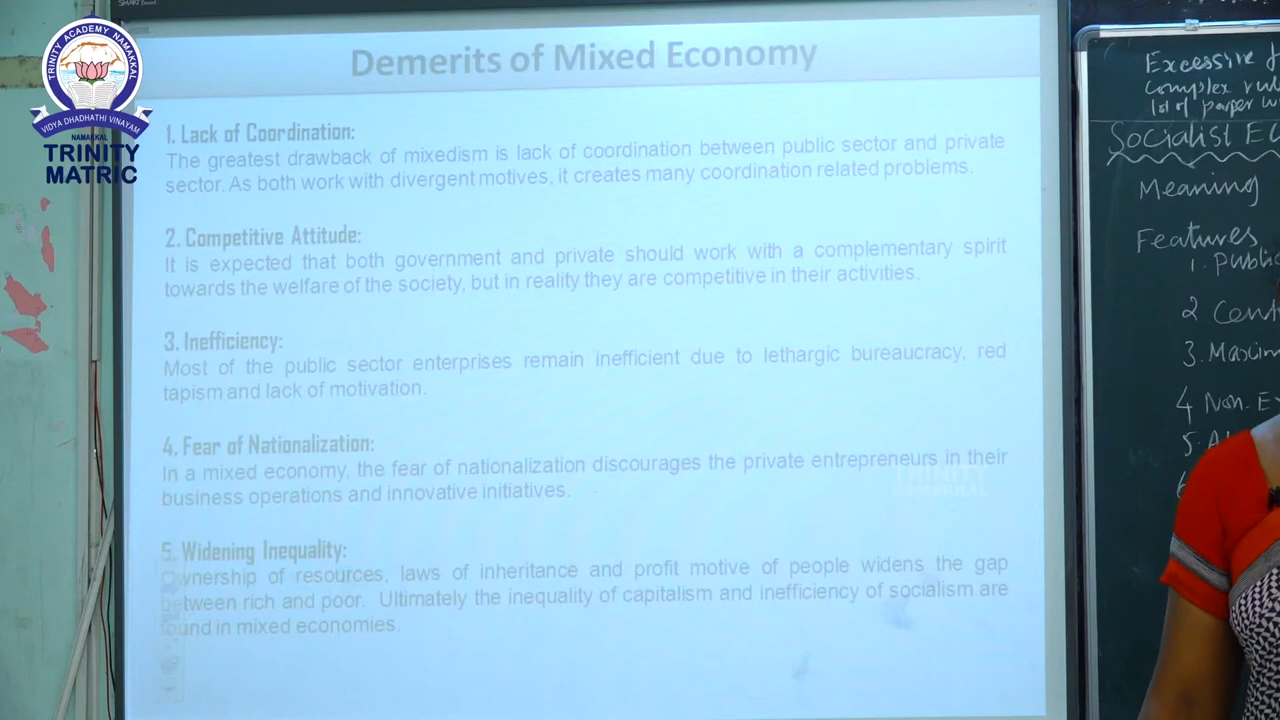 SMART Board
TRINITY ACADEMY NAMAKKAL
VIDYA DHADHATHI VINAYAM
NAMAKKAL
TRINITY
MATRIC
Demerits of Mixed Economy
1. Lack of Coordination:
The greatest drawback of mixedism is lack of coordination between public sector and private
sector. As both work with divergent motives, it creates many coordination related problems.
2. Competitive Attitude:
It is expected that both government and private should work with a complementary spirit
towards the welfare of the society, but in reality they are competitive in their activities.
3. Inefficiency:
Most of the public sector enterprises remain inefficient due to lethargic bureaucracy, red
tapism and lack of motivation.
4. Fear of Nationalization:
In a mixed economy, the fear of nationalization discourages the private entrepreneurs in their
business operations and innovative initiatives.
TRINITY
NAMAKKAL
5. Widening Inequality:
Ownership of resources, laws of inheritance and profit motive of people widens the gap
between rich and poor. Ultimately the inequality of capitalism and inefficiency of socialism are
found in mixed economies.
Excessive
Complex
lot of paper
Socialist
Meaning
Features
1. Public
2
3.
4 Non-
5.